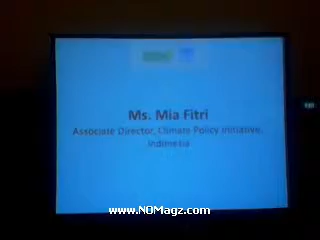 Ms. Mia Fitri
Associate Director, Climate Policy Initiative,
Indonesia
www.NOMagz.com